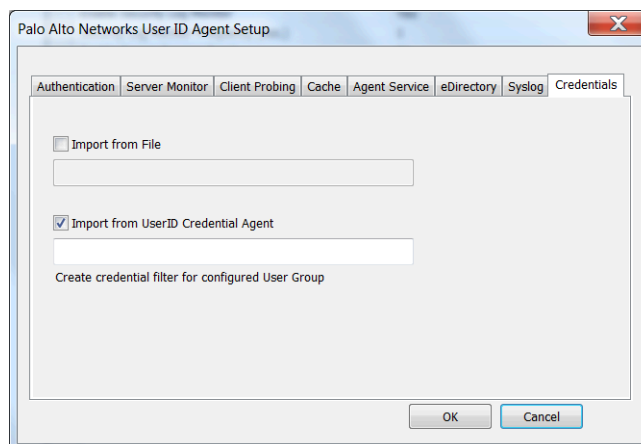 Palo Alto Networks User ID Agent Setup
Authentication Server Monitor Client Probing Cache Agent Service eDirectory Syslog Credentials
Import from File
Import from UserID Credential Agent
Create credential filter for configured User Group
OK Cancel